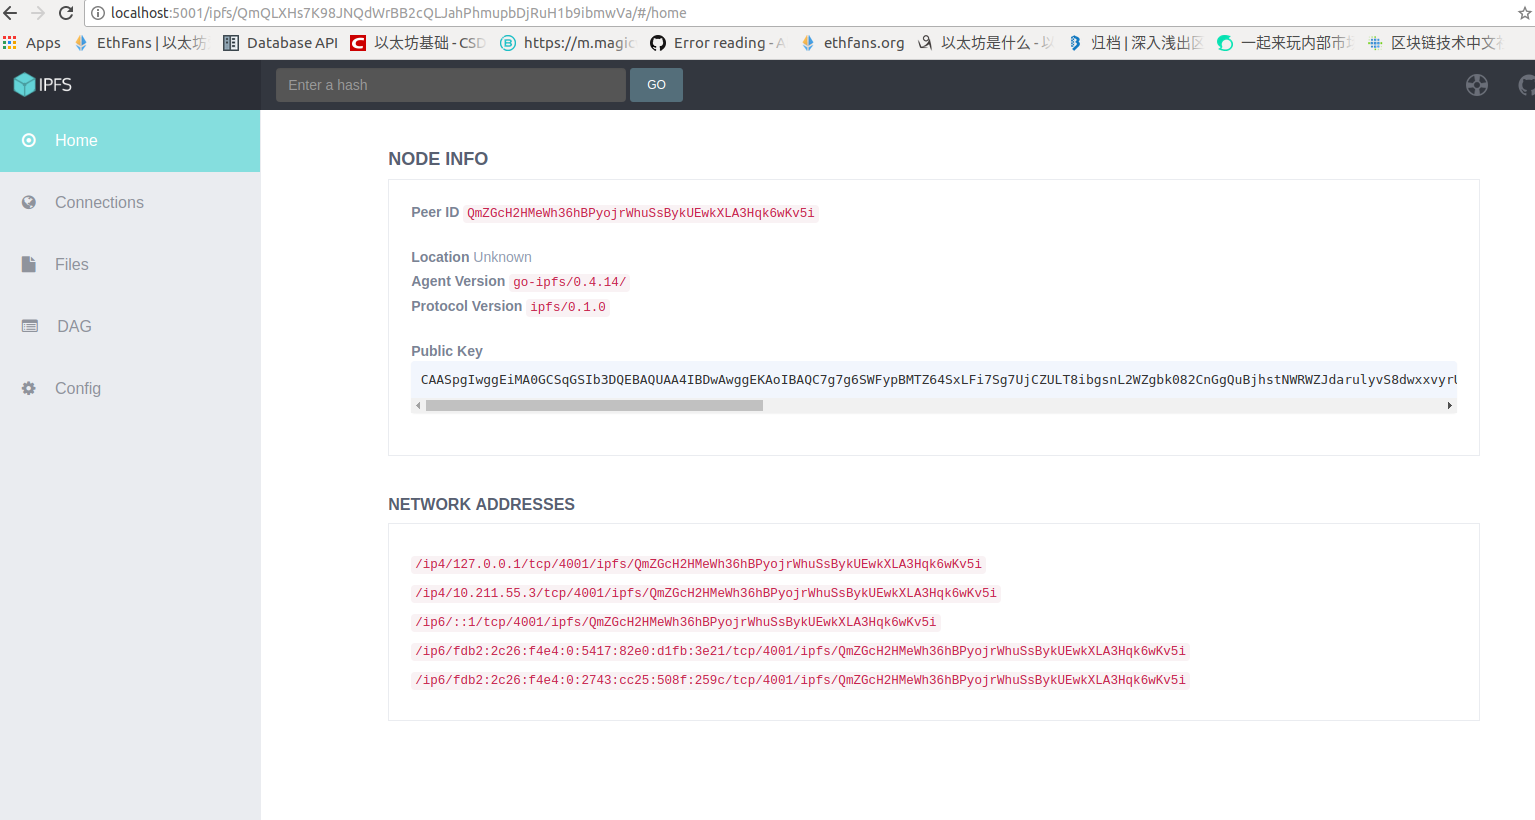 localhost:5001/ipfs/QmQLXHs7K98JNQdWrBB2cQLJahPhmupbDjRuH1b9ibmwVa/#/home
Apps EthFans | 以太坊 Database API 以太坊基础 - CSD https://m.magic Error reading - A ethfans.org 以太坊是什么 - 以 归档 | 深入浅出区 一起来玩内部市场 区块链技术中文社
IPFS Enter a hash GO
Home
Connections
Files
DAG
Config
NODE INFO
Peer ID QmZGcH2HMeWh36hBPyojrWhuSsBykUEwkXLA3Hqk6wKv5i
Location Unknown
Agent Version go-ipfs/0.4.14/
Protocol Version ipfs/0.1.0
Public Key
CAASpgIwggEiMA0GCSqGSIb3DQEBAQUAA4IBDwAwggEKAoIBAQC7g7g6SWFypBMTZ64SxLFi7Sg7UjCZULT8ibgsnL2WZgbk082CnGgQuBjhstNWRWZJdarulyvS8dwxxvyrU
NETWORK ADDRESSES
/ip4/127.0.0.1/tcp/4001/ipfs/QmZGcH2HMeWh36hBPyojrWhuSsBykUEwkXLA3Hqk6wKv5i
/ip4/10.211.55.3/tcp/4001/ipfs/QmZGcH2HMeWh36hBPyojrWhuSsBykUEwkXLA3Hqk6wKv5i
/ip6/::1/tcp/4001/ipfs/QmZGcH2HMeWh36hBPyojrWhuSsBykUEwkXLA3Hqk6wKv5i
/ip6/fdb2:2c26:f4e4:0:5417:82e0:d1fb:3e21/tcp/4001/ipfs/QmZGcH2HMeWh36hBPyojrWhuSsBykUEwkXLA3Hqk6wKv5i
/ip6/fdb2:2c26:f4e4:0:2743:cc25:508f:259c/tcp/4001/ipfs/QmZGcH2HMeWh36hBPyojrWhuSsBykUEwkXLA3Hqk6wKv5i